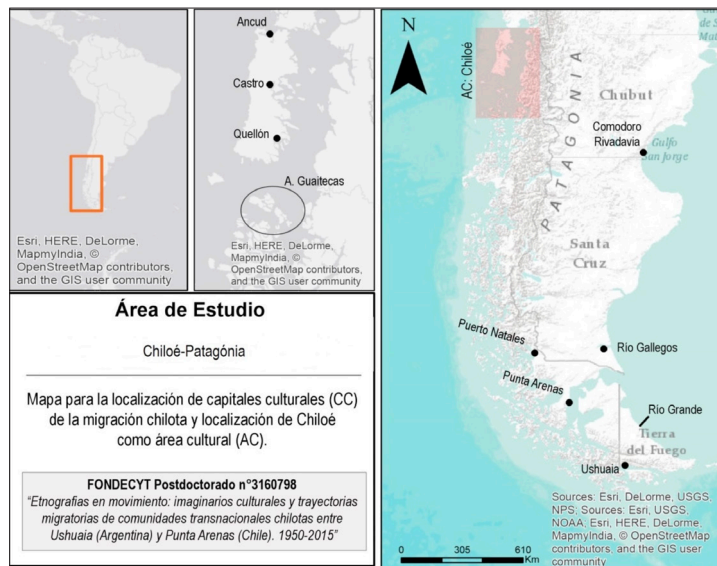 Esri, HERE, DeLorme,
MapmyIndia, ©
OpenStreetMap contributors,
and the GIS user community
Ancud
Castro
Quellón
A. Guaitecas
Esri, HERE, DeLorme,
MapmyIndia, ©
OpenStreetMap contributors,
and the GIS user community
Área de Estudio
Chiloé-Patagónia
Mapa para la localización de capitales culturales (CC)
de la migración chilota y localización de Chiloé
como área cultural (AC).
FONDECYT Postdoctorado n°3160798
“Etnografias en movimiento: imaginarios culturales y trayectorias
migratorias de comunidades transnacionales chilotas entre
Ushuaia (Argentina) y Punta Arenas (Chile). 1950-2015”
N
AC: Chiloé
PATAGONIA
Chubut
Comodoro
Rivadavia
Golfo
San Jorge
Santa
Cruz
Puerto Natales
Rio Gallegos
Punta Arenas
Rio Grande
Tierra
del Fuego
Ushuaia
Sources: Esri, DeLorme, USGS,
NPS; Sources: Esri, USGS,
NOAA; Esri, HERE, DeLorme,
MapmyIndia, © OpenStreetMap
contributors, and the GIS user
community
0 305 610
Km